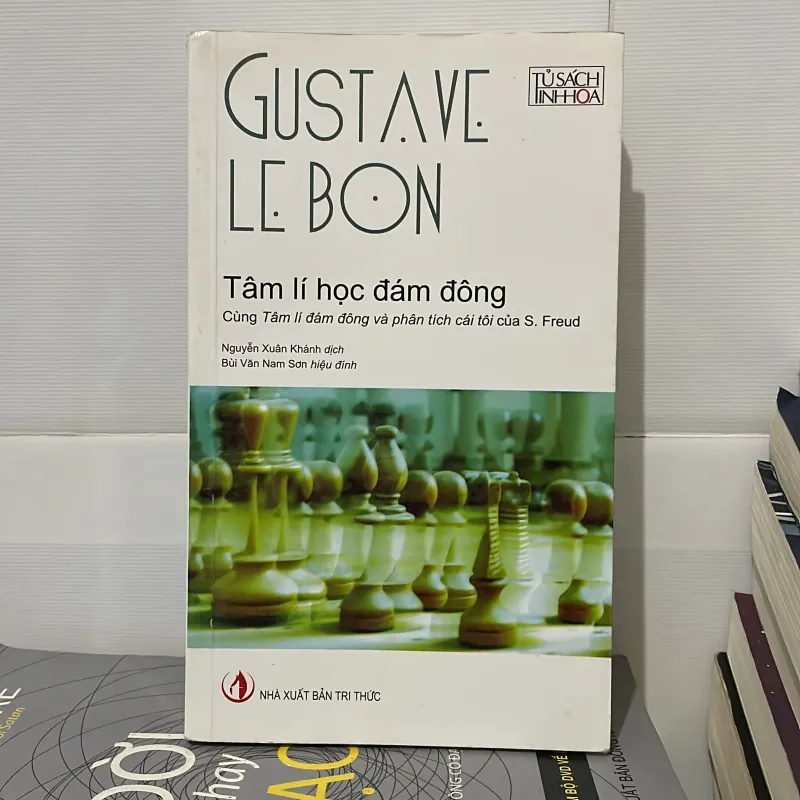 GUSTAVE
LE BON
TỦ SÁCH
TINH HOA
Tâm lí học đám đông
Cùng Tâm lí đám đông và phân tích cái tôi của S. Freud
Nguyễn Xuân Khánh dịch
Bùi Văn Nam Sơn hiệu đính
NHÀ XUẤT BẢN TRI THỨC
hay